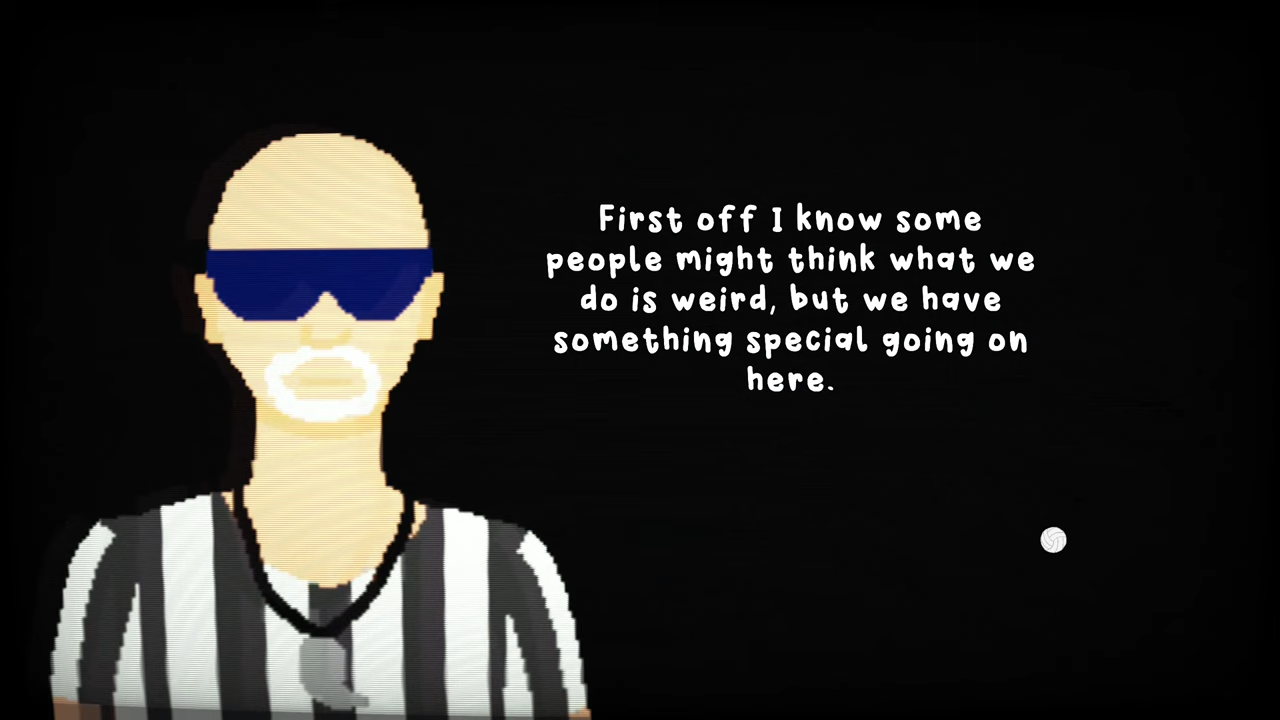 First off I know some
people might think what we
do is weird, but we have
something special going on
here.